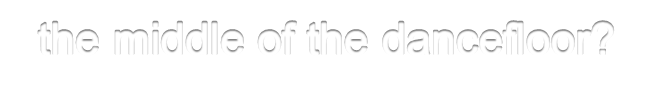 the middle of the dancefloor?